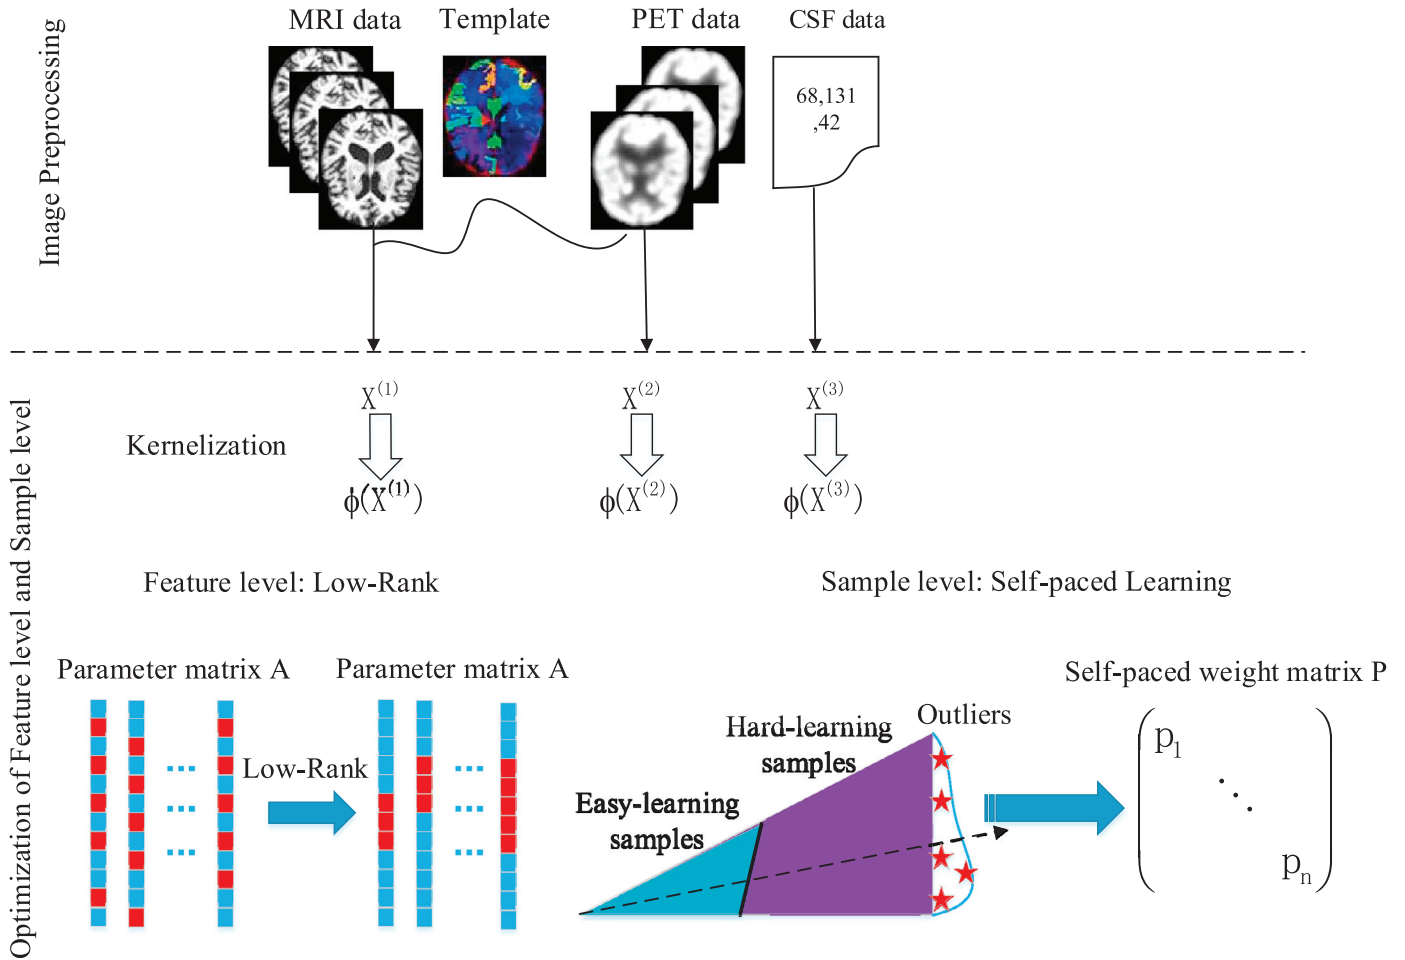 Image Preprocessing
MRI data
Template
PET data
CSF data
68,131
,42
Optimization of Feature level and Sample level
X(1)
X(2)
X(3)
Kernelization
ϕ(X(1))
ϕ(X(2))
ϕ(X(3))
Feature level: Low-Rank
Sample level: Self-paced Learning
Parameter matrix A
Parameter matrix A
Self-paced weight matrix P
Low-Rank
Hard-learning
samples
Outliers
Easy-learning
samples
p1
pn